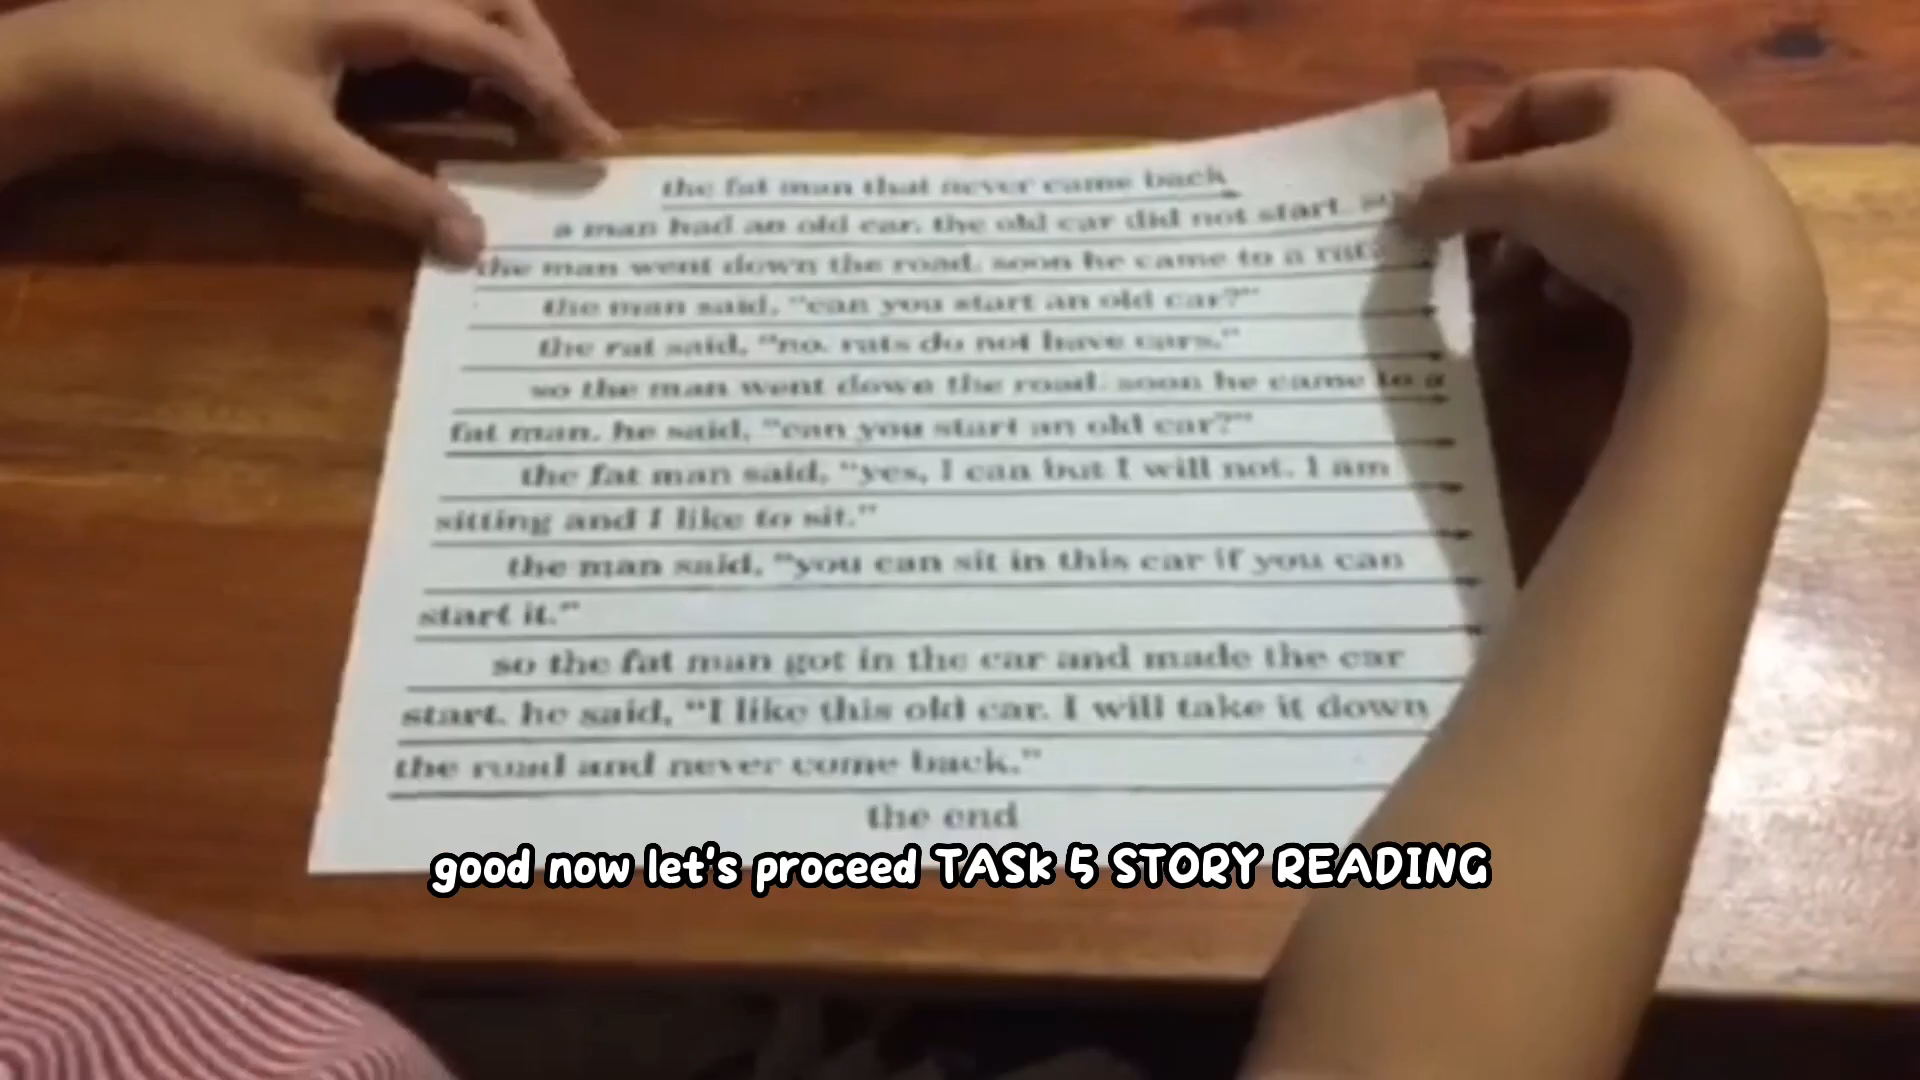 the fat man that never came back
a man had an old car. the old car did not start. so
the man went down the road. soon he came to a rat.
the man said, "can you start an old car?"
the rat said, "no. rats do not have cars."
so the man went down the road. soon he came to a
fat man. he said, "can you start an old car?"
the fat man said, "yes, I can but I will not. I am
sitting and I like to sit."
the man said, "you can sit in this car if you can
start it."
so the fat man got in the car and made the car
start. he said, "I like this old car. I will take it down
the road and never come back."
the end
good now let's proceed TASK 5 STORY READING